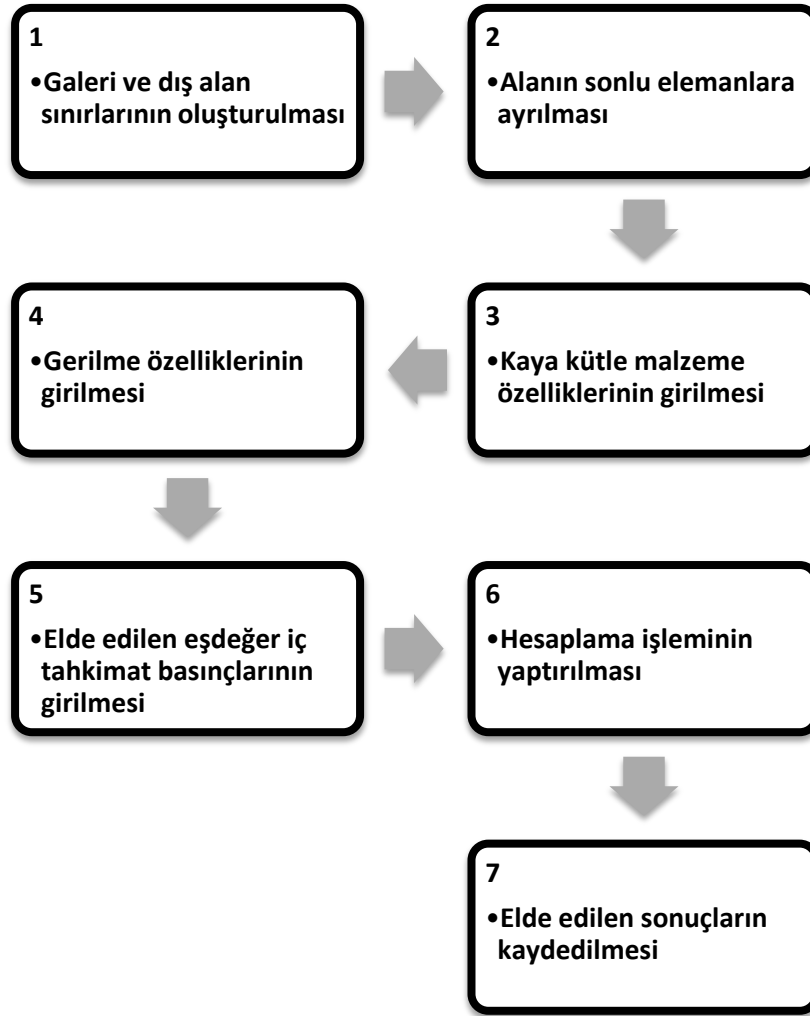 1
•Galeri ve dış alan
sınırlarının oluşturulması
2
•Alanın sonlu elemanlara
ayrılması
3
•Kaya kütle malzeme
özelliklerinin girilmesi
4
•Gerilme özelliklerinin
girilmesi
5
•Elde edilen eşdeğer iç
tahkimat basınçlarının
girilmesi
6
•Hesaplama işleminin
yaptırılması
7
•Elde edilen sonuçların
kaydedilmesi